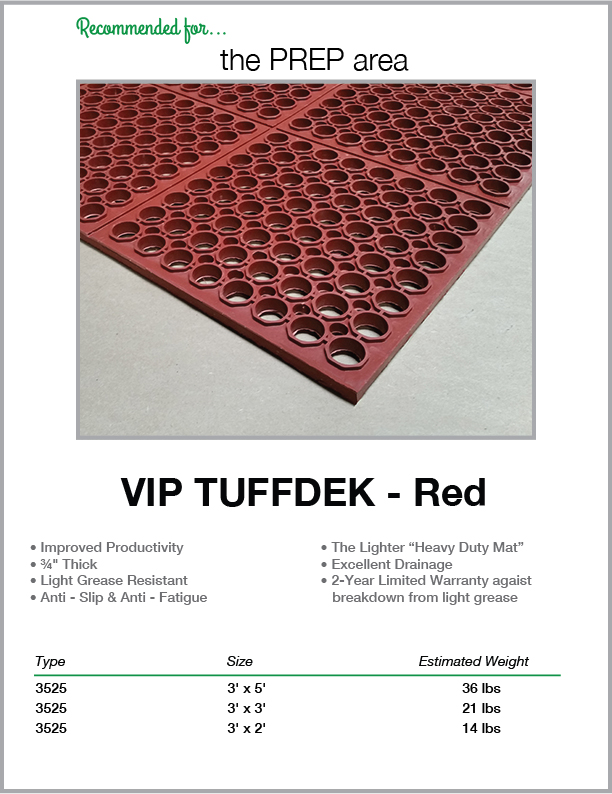 Recommended for...
the PREP area
VIP TUFFDEK - Red
• Improved Productivity
• ¾" Thick
• Light Grease Resistant
• Anti - Slip & Anti - Fatigue
• The Lighter “Heavy Duty Mat”
• Excellent Drainage
• 2-Year Limited Warranty agaist
breakdown from light grease
Type Size Estimated Weight
3525 3' x 5' 36 lbs
3525 3' x 3' 21 lbs
3525 3' x 2' 14 lbs